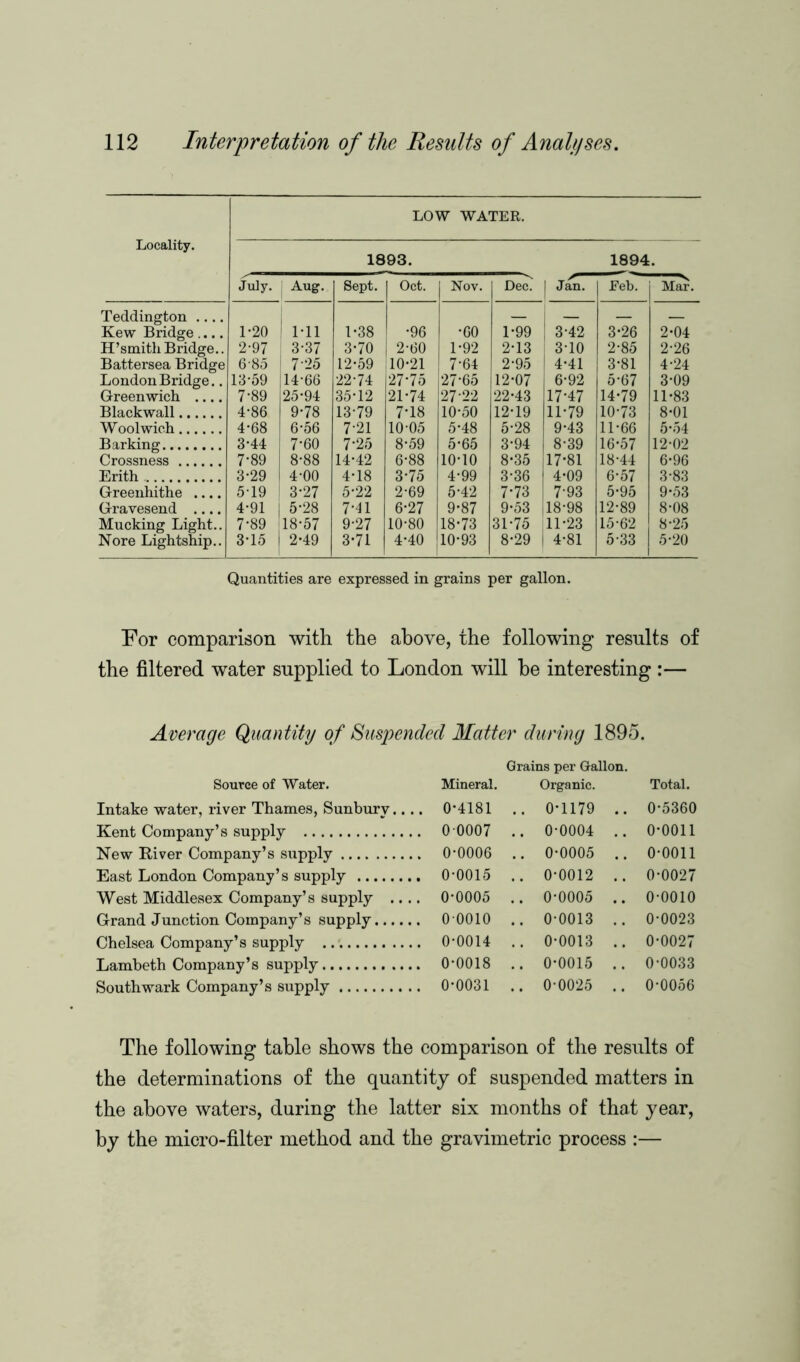 112 Interpretation of the Results of Analyses.
Locality.
LOW WATER.
1893. 1894.
July. Aug. Sept. Oct. Nov. Dec. Jan. Feb. Mar.
Teddington .... — — — —
Kew Bridge.... 1·20 1·11 1·38 ·96 ·60 1·99 3·42 3·26 2·04
H’smith Bridge.. 2·97 3·37 3·70 2·60 1·92 2·13 3·10 2·85 2·26
Battersea Bridge 6·85 7·25 12·59 10·21 7·64 2·95 4·41 3·81 4·24
London Bridge.. 13·59 14·66 22·74 27·75 27·65 12·07 6·92 5·67 3·09
Greenwich .... 7·89 25·94 35·12 21·74 27·22 22·43 17·47 14·79 11·83
Blackwall...... 4·86 9·78 13·79 7·18 10·50 12·19 11·79 10·73 8·01
Woolwich...... 4·68 6·56 7·21 10·05 5·48 5·28 9·43 11·66 5·54
Barking........ 3·44 7·60 7·25 8·59 5·65 3·94 8·39 16·57 12·02
Crossness...... 7·89 8·88 14·42 6·88 10·10 8·35 17·81 18·44 6·96
Erith .......... 3·29 4·00 4·18 3·75 4·99 3·36 4·09 6·57 3·83
Greenhithe .... 5·19 3·27 5·22 2·69 5·42 7·73 7·93 5·95 9·53
Gravesend .... 4·91 5·28 7·41 6·27 9·87 9·53 18·98 12·89 8·08
Mucking Light.. 7·89 18·57 9·27 10·80 18·73 31·75 11·23 15·62 8·25
Nore Lightship.. 3·15 2·49 3·71 4·40 10·93 8·29 4·81 5·33 5·20
Quantities are expressed in grains per gallon.
For comparison with the above, the following results of
the filtered water supplied to London will be interesting :—
Average Quantity of Suspended Matter during 1895.
Grains per Gallon.
Source of Water. Mineral. Organic. Total.
Intake water, river Thames, Sunbury.... 0·4181 .. 0·1179 .. 0·5360
Kent Company’s supply .............. 0·0007 .. 0·0004 .. 0·0011
New River Company’s supply .......... 0·0006 .. 0·0005 .. 0·0011
East London Company’s supply ........ 0·0015 .. 0·0012 .. 0·0027
West Middlesex Company’s supply .... 0·0005 .. 0·0005 .. 0·0010
Grand Junction Company’s supply...... 0·0010 .. 0·0013 .. 0·0023
Chelsea Company’s supply ............ 0·0014 .. 0·0013 .. 0·0027
Lambeth Company’s supply............ 0·0018 .. 0·0015 .. 0·0033
Southwark Company’s supply .......... 0·0031 .. 0·0025 .. 0·0056
The following table shows the comparison of the results of
the determinations of the quantity of suspended matters in
the above waters, during the latter six months of that year,
by the micro-filter method and the gravimetric process :—